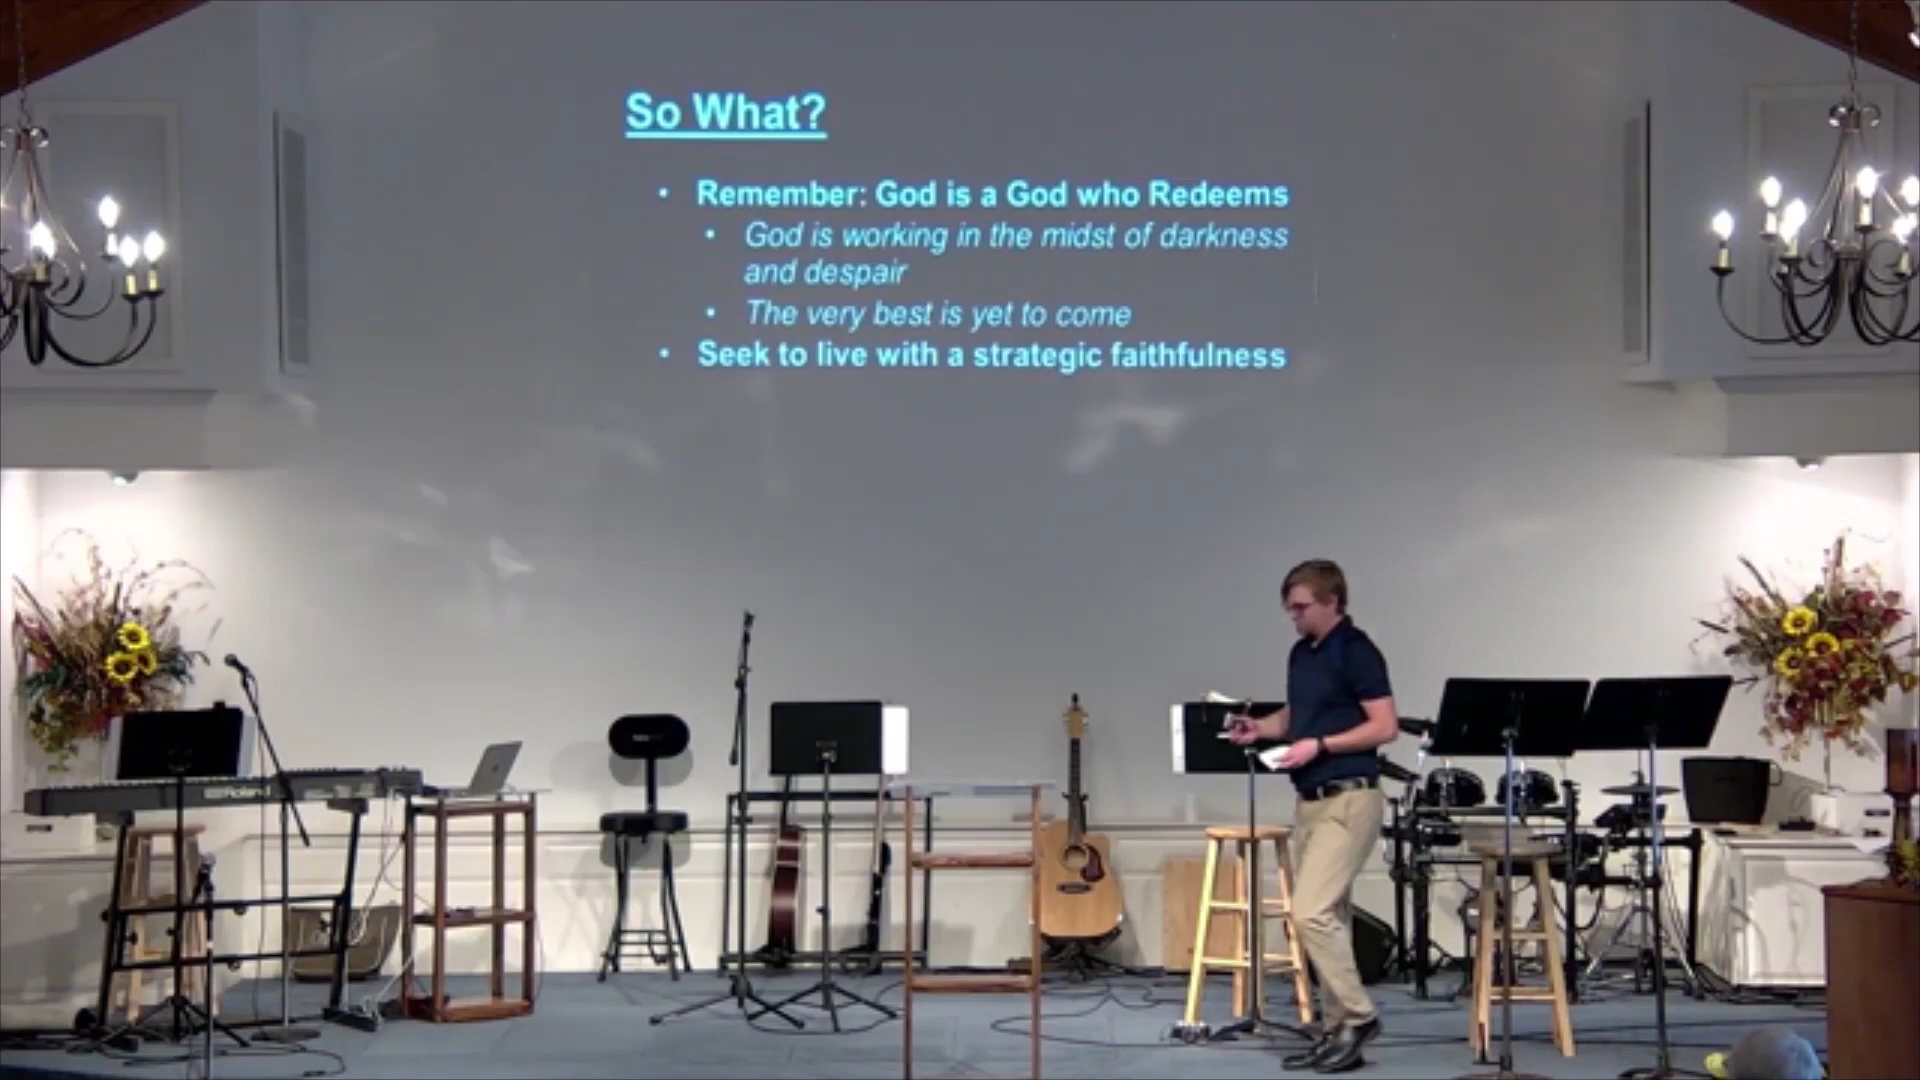 So What?
• Remember: God is a God who Redeems
• God is working in the midst of darkness
and despair
• The very best is yet to come
• Seek to live with a strategic faithfulness
Roland